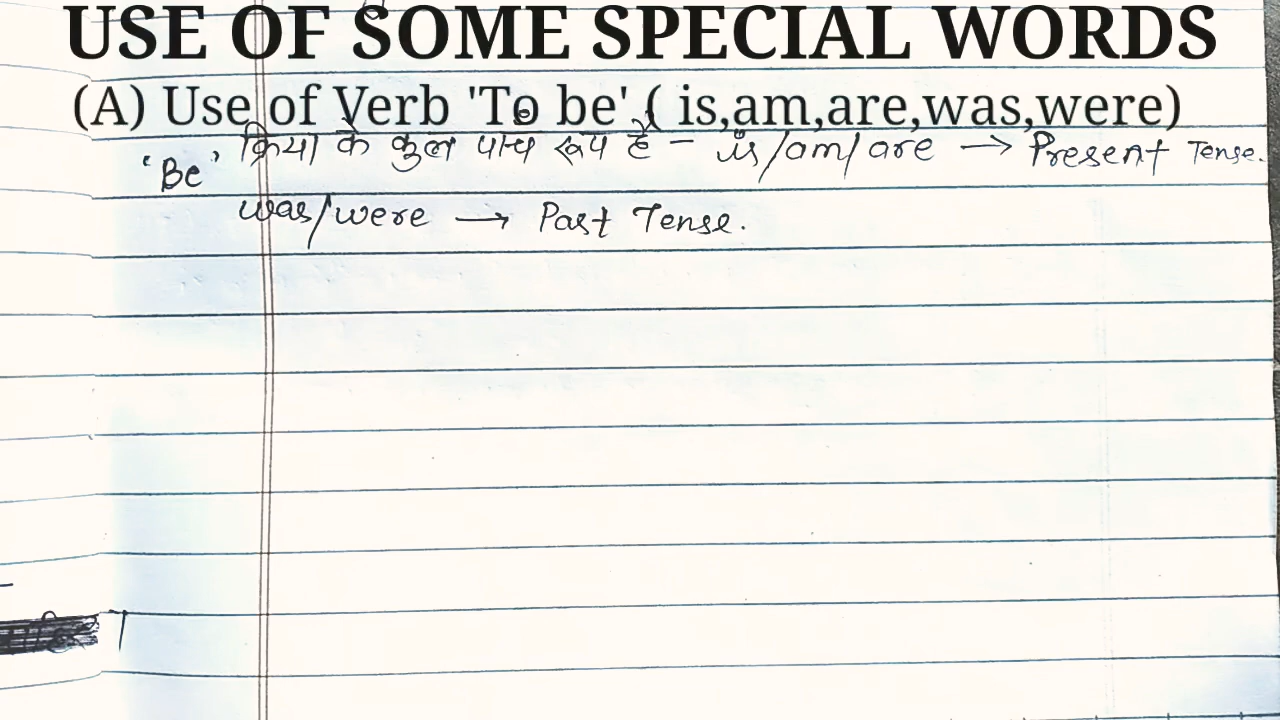 USE OF SOME SPECIAL WORDS
(A) Use of Verb 'To be' ( is,am,are,was,were)
'Be' क्रिया के कुल पाच रूप है - is/am/are → Present Tense.
was/were → Past Tense.